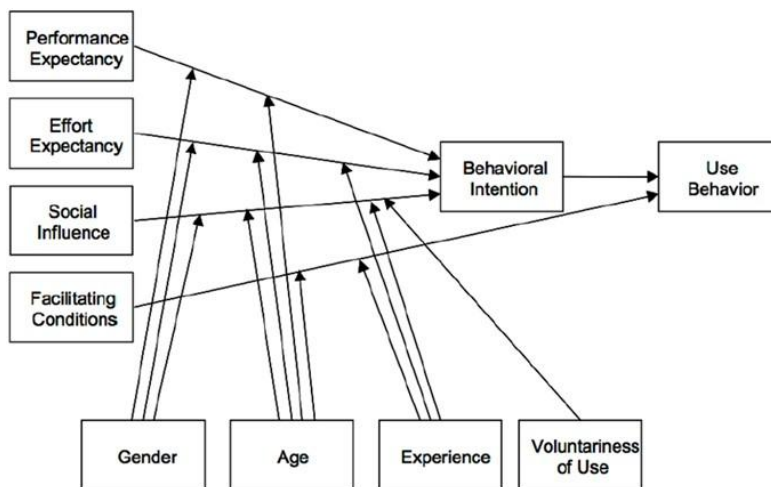 Performance
Expectancy
Effort
Expectancy
Social
Influence
Facilitating
Conditions
Behavioral
Intention
Use
Behavior
Gender
Age
Experience
Voluntariness
of Use